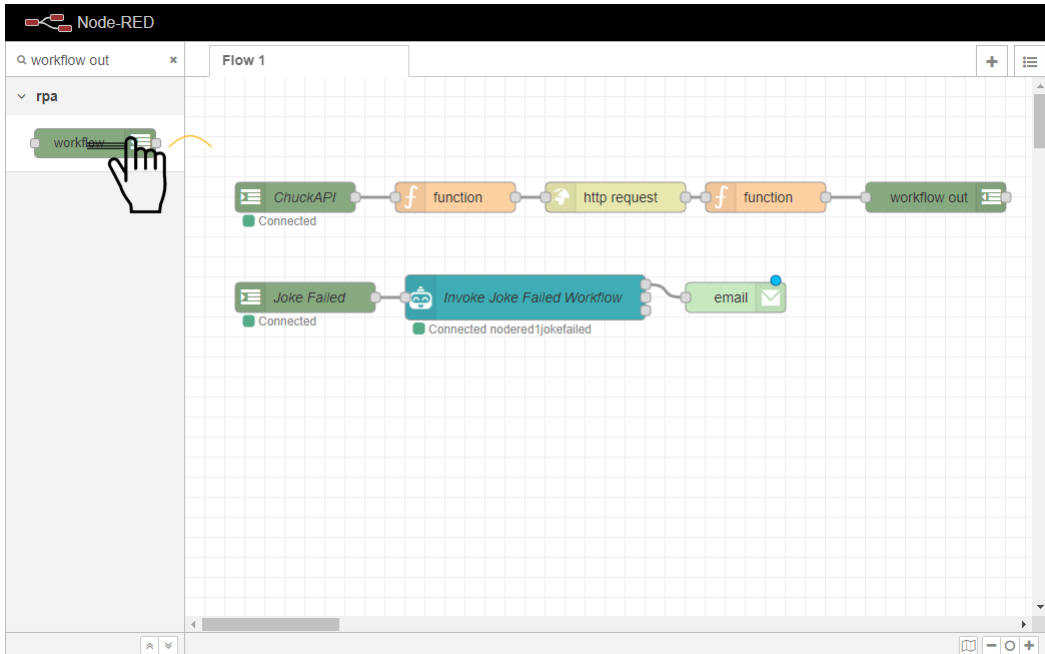 Node-RED
workflow out
Flow 1
rpa
workflow
ChuckAPI
function
http request
function
workflow out
Connected
Joke Failed
Invoke Joke Failed Workflow
email
Connected
Connected nodered1jokefailed